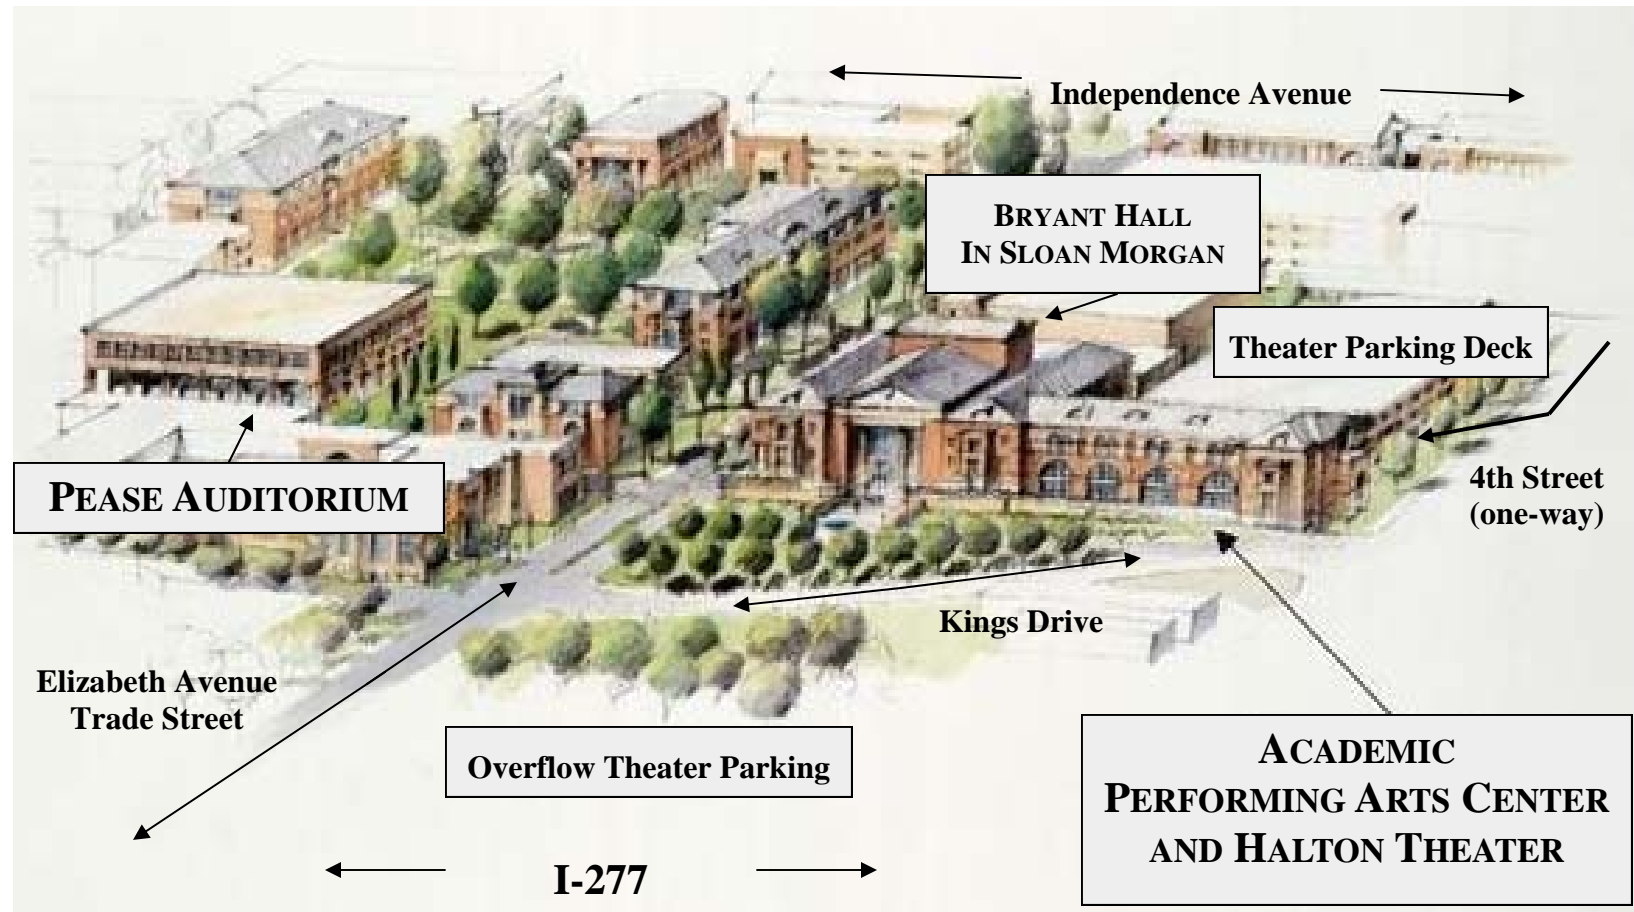 Independence Avenue
BRYANT HALL
IN SLOAN MORGAN
Theater Parking Deck
PEASE AUDITORIUM
4th Street
(one-way)
Kings Drive
Elizabeth Avenue
Trade Street
Overflow Theater Parking
ACADEMIC
PERFORMING ARTS CENTER
AND HALTON THEATER
I-277